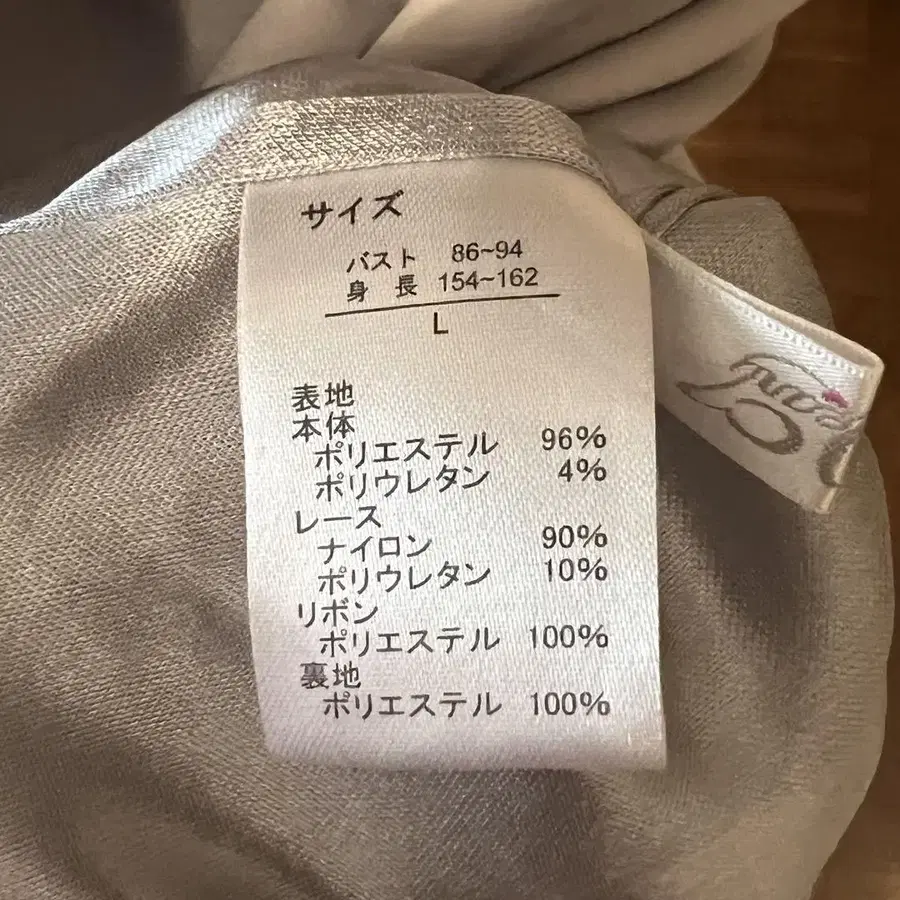 サイズ
バスト 86~94
身長 154~162
L
表地
本体
ポリエステル 96%
ポリウレタン 4%
レース
ナイロン 90%
ポリウレタン 10%
リボン
ポリエステル 100%
裏地
ポリエステル 100%